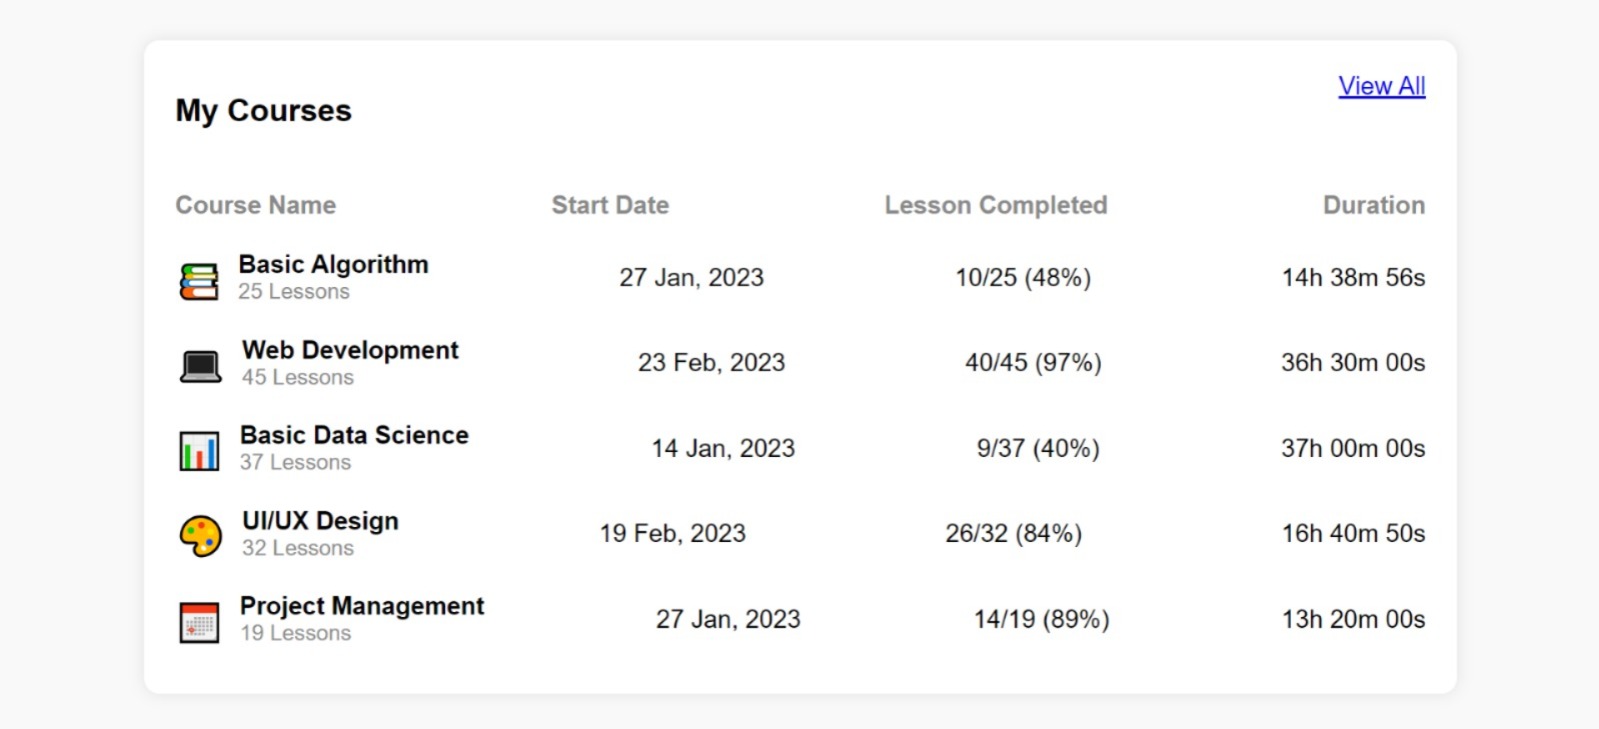 View All
My Courses
Course Name Start Date Lesson Completed Duration
Basic Algorithm
25 Lessons
27 Jan, 2023 10/25 (48%) 14h 38m 56s
Web Development
45 Lessons
23 Feb, 2023 40/45 (97%) 36h 30m 00s
Basic Data Science
37 Lessons
14 Jan, 2023 9/37 (40%) 37h 00m 00s
UI/UX Design
32 Lessons
19 Feb, 2023 26/32 (84%) 16h 40m 50s
Project Management
19 Lessons
27 Jan, 2023 14/19 (89%) 13h 20m 00s